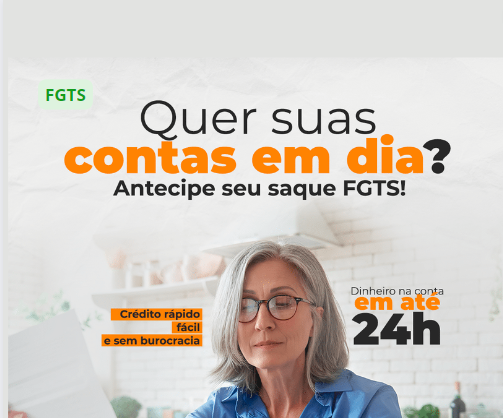 FGTS
Quer suas
contas em dia?
Antecipe seu saque FGTS!
Dinheiro na conta
em até
24h
Crédito rápido
fácil
e sem burocracia